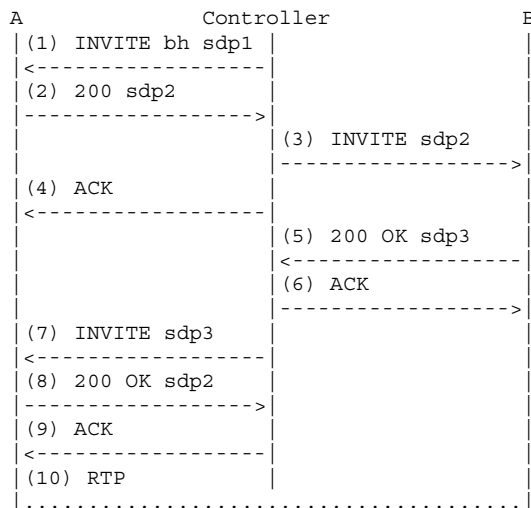 A Controller B
(1) INVITE bh sdp1
(2) 200 sdp2
(3) INVITE sdp2
(4) ACK
(5) 200 OK sdp3
(6) ACK
(7) INVITE sdp3
(8) 200 OK sdp2
(9) ACK
(10) RTP